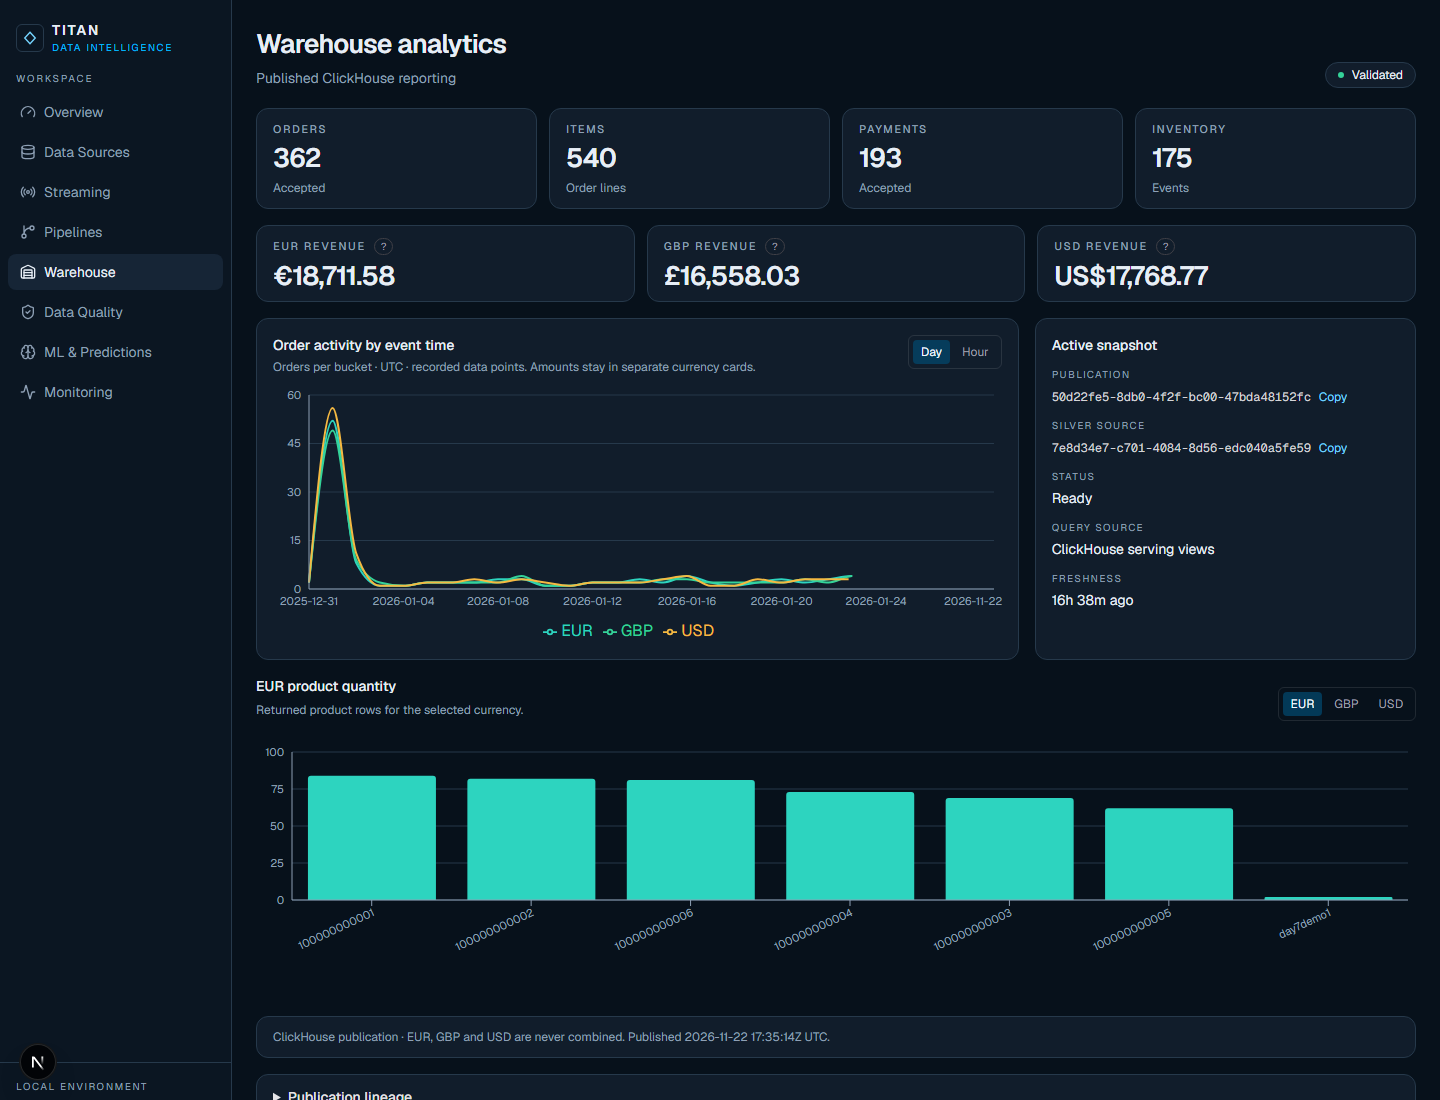 TITAN
DATA INTELLIGENCE
WORKSPACE
Overview
Data Sources
Streaming
Pipelines
Warehouse
Data Quality
ML & Predictions
Monitoring
N
LOCAL ENVIRONMENT
Warehouse analytics
Published ClickHouse reporting
Validated
ORDERS
362
Accepted
ITEMS
540
Order lines
PAYMENTS
193
Accepted
INVENTORY
175
Events
EUR REVENUE ?
€18,711.58
GBP REVENUE ?
£16,558.03
USD REVENUE ?
US$17,768.77
Order activity by event time
Orders per bucket · UTC · recorded data points. Amounts stay in separate currency cards.
Day Hour
60
45
30
15
0
2025-12-31 2026-01-04 2026-01-08 2026-01-12 2026-01-16 2026-01-20 2026-01-24 2026-11-22
EUR GBP USD
Active snapshot
PUBLICATION
50d22fe5-8db0-4f2f-bc00-47bda48152fc Copy
SILVER SOURCE
7e8d34e7-c701-4084-8d56-edc040a5fe59 Copy
STATUS
Ready
QUERY SOURCE
ClickHouse serving views
FRESHNESS
16h 38m ago
EUR product quantity
Returned product rows for the selected currency.
EUR GBP USD
100
75
50
25
0
100000000001 100000000002 100000000006 100000000004 100000000003 100000000005 day7demo1
ClickHouse publication · EUR, GBP and USD are never combined. Published 2026-11-22 17:35:14Z UTC.
Publication lineage